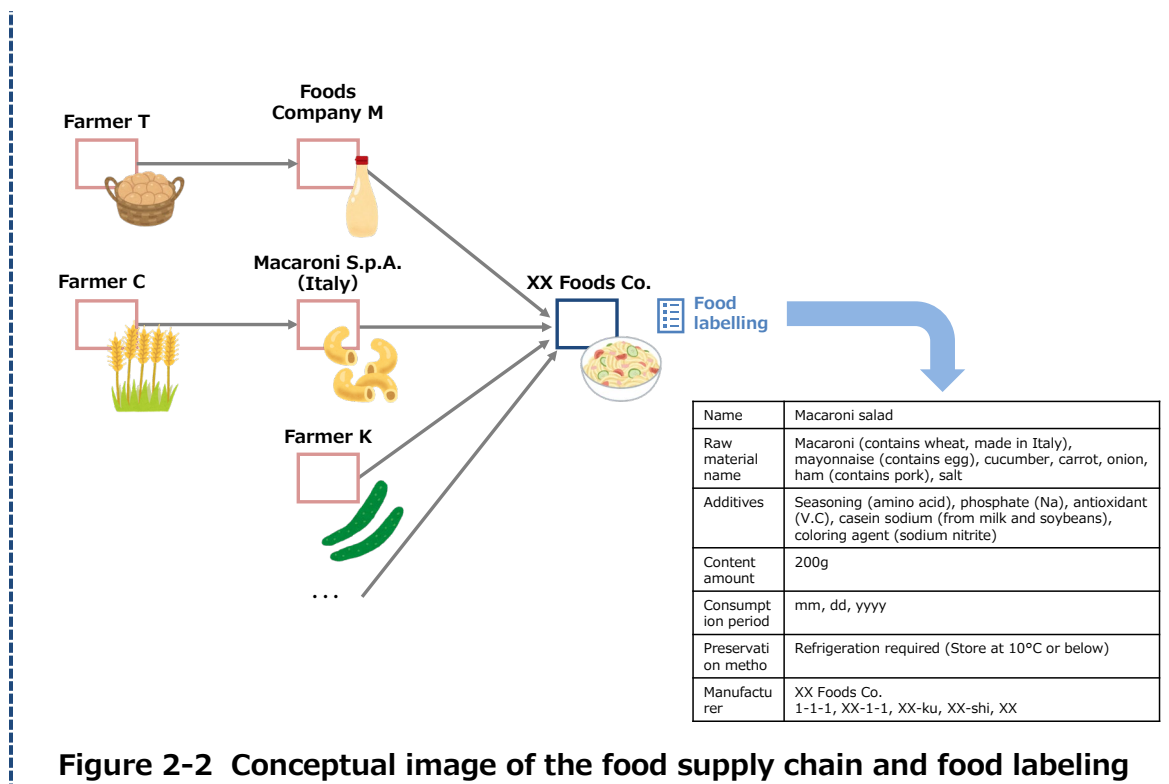 Foods
Company M
Farmer T
Macaroni S.p.A.
(Italy)
Farmer C
XX Foods Co.
Food
labelling
Farmer K
...
Name Macaroni salad
Raw Macaroni (contains wheat, made in Italy),
material mayonnaise (contains egg), cucumber, carrot, onion,
name ham (contains pork), salt
Additives Seasoning (amino acid), phosphate (Na), antioxidant
(V.C), casein sodium (from milk and soybeans),
coloring agent (sodium nitrite)
Content 200g
amount
Consumpt mm, dd, yyyy
ion period
Preservati Refrigeration required (Store at 10°C or below)
on metho
Manufactu XX Foods Co.
rer 1-1-1, XX-1-1, XX-ku, XX-shi, XX
Figure 2-2 Conceptual image of the food supply chain and food labeling